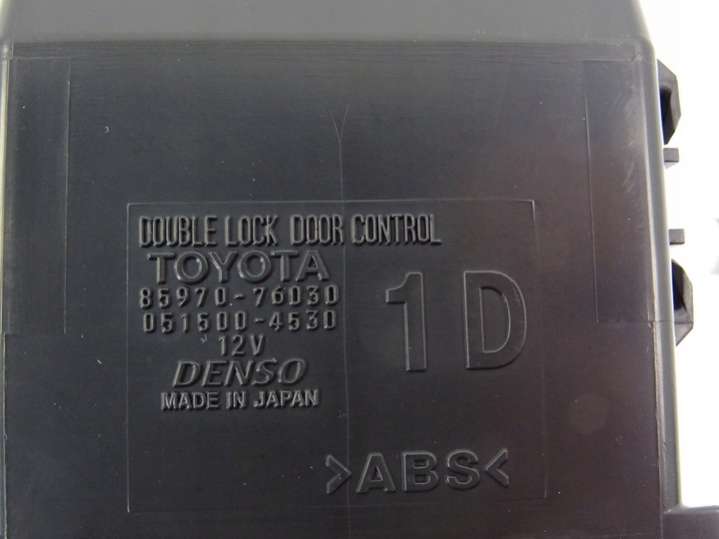 DOUBLE LOCK DOOR CONTROL
TOYOTA
85970-76030
051500-4530
12V
DENSO
MADE IN JAPAN
1D
>ABS<